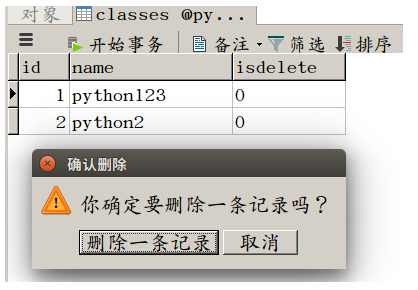 对象 classes @py...
开始事务 备注 筛选 排序
id name isdelete
1 python123 0
2 python2 0
确认删除
你确定要删除一条记录吗？
删除一条记录 取消